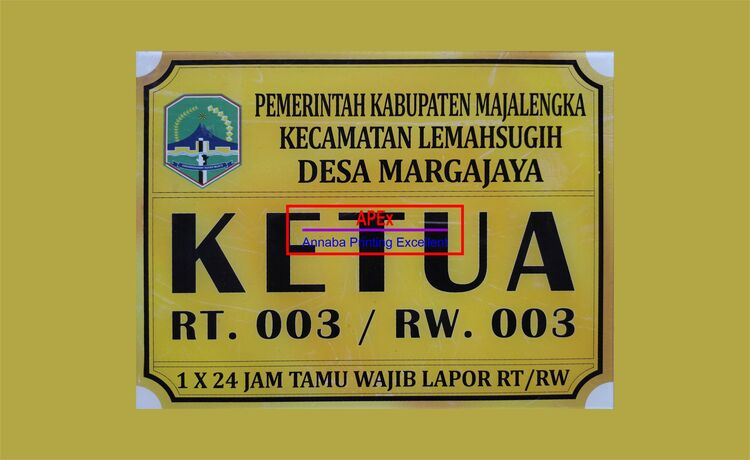 PEMERINTAH KABUPATEN MAJALENGKA
KECAMATAN LEMAHSUGIH
DESA MARGAJAYA
KETUA
APEx
Annaba Printing Excellent
RT. 003 / RW. 003
1 X 24 JAM TAMU WAJIB LAPOR RT/RW